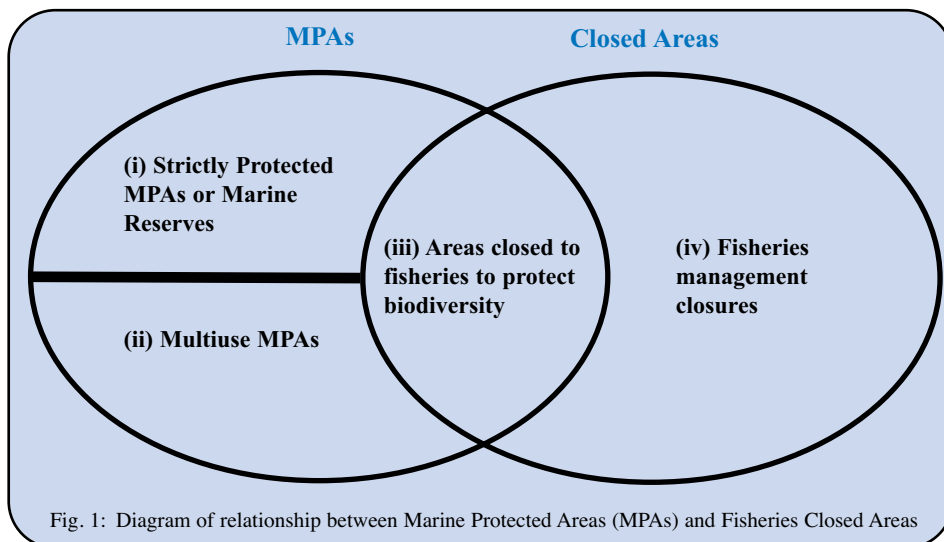 MPAs
Closed Areas
(i) Strictly Protected
MPAs or Marine
Reserves
(ii) Multiuse MPAs
(iii) Areas closed to
fisheries to protect
biodiversity
(iv) Fisheries
management
closures
Fig. 1: Diagram of relationship between Marine Protected Areas (MPAs) and Fisheries Closed Areas